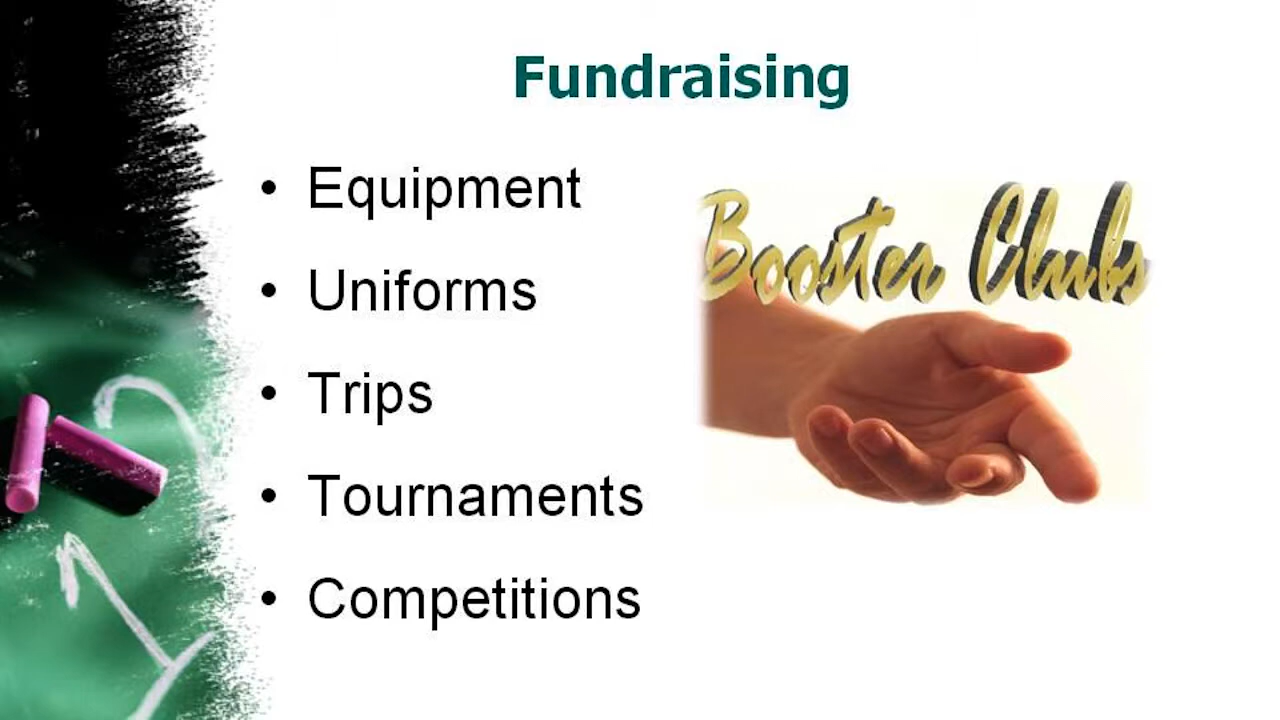 Fundraising
• Equipment
• Uniforms
• Trips
• Tournaments
• Competitions
Booster Clubs